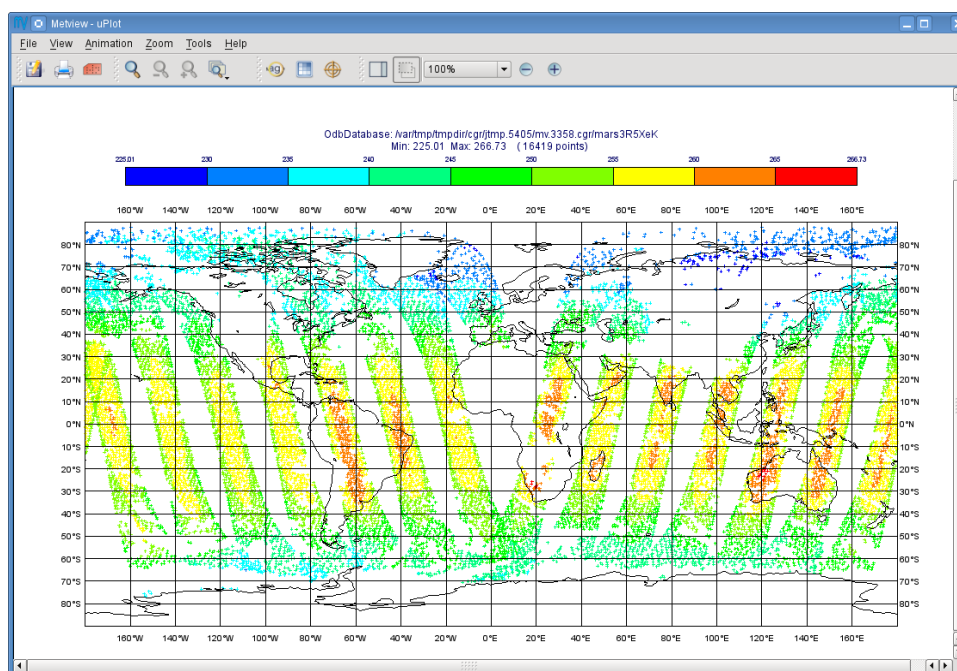 Metview - uPlot
File View Animation Zoom Tools Help
100%
OdbDatabase: /var/tmp/tmpdir/cgr/jtmp.5405/mv.3358.cgr/mars3R5XeK
Min: 225.01 Max: 266.73 ( 16419 points)
225.01 230 235 240 245 250 255 260 265 266.73
160°W 140°W 120°W 100°W 80°W 60°W 40°W 20°W 0°E 20°E 40°E 60°E 80°E 100°E 120°E 140°E 160°E
80°N 80°N
70°N 70°N
60°N 60°N
50°N 50°N
40°N 40°N
30°N 30°N
20°N 20°N
10°N 10°N
0°N 0°N
10°S 10°S
20°S 20°S
30°S 30°S
40°S 40°S
50°S 50°S
60°S 60°S
70°S 70°S
80°S 80°S
160°W 140°W 120°W 100°W 80°W 60°W 40°W 20°W 0°E 20°E 40°E 60°E 80°E 100°E 120°E 140°E 160°E